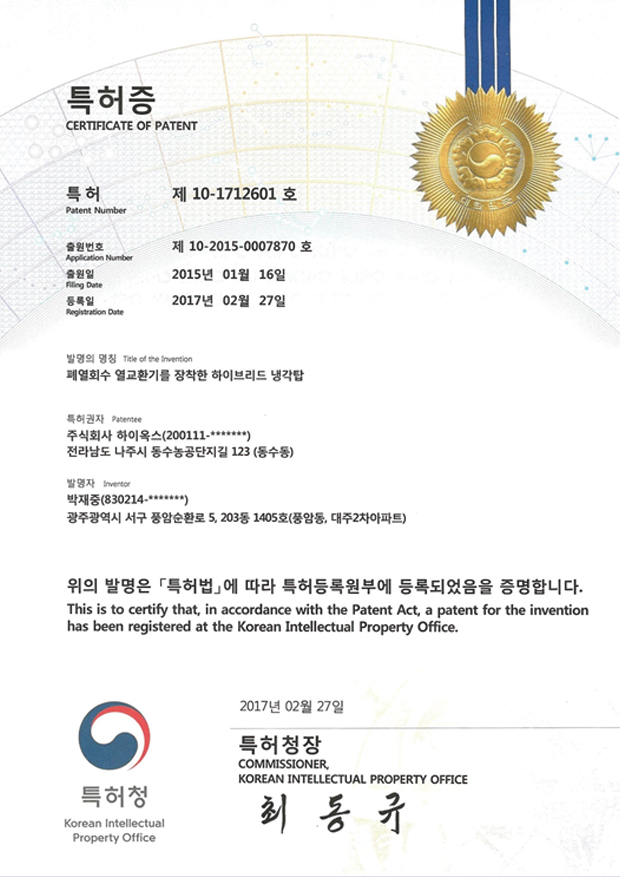 특허증
CERTIFICATE OF PATENT
특허 제 10-1712601 호
Patent Number
출원번호 제 10-2015-0007870 호
Application Number
출원일 2015년 01월 16일
Filing Date
등록일 2017년 02월 27일
Registration Date
발명의 명칭 Title of the Invention
폐열회수 열교환기를 장착한 하이브리드 냉각탑
특허권자 Patentee
주식회사 하이옥스(200111-*******)
전라남도 나주시 동수농공단지길 123 (동수동)
발명자 Inventor
박재중(830214-*******)
광주광역시 서구 풍암순환로 5, 203동 1405호(풍암동, 대주2차아파트)
위의 발명은 「특허법」에 따라 특허등록원부에 등록되었음을 증명합니다.
This is to certify that, in accordance with the Patent Act, a patent for the invention
has been registered at the Korean Intellectual Property Office.
2017년 02월 27일
특허청장
COMMISSIONER,
KOREAN INTELLECTUAL PROPERTY OFFICE
최동규
특허청
Korean Intellectual
Property Office
대한민국